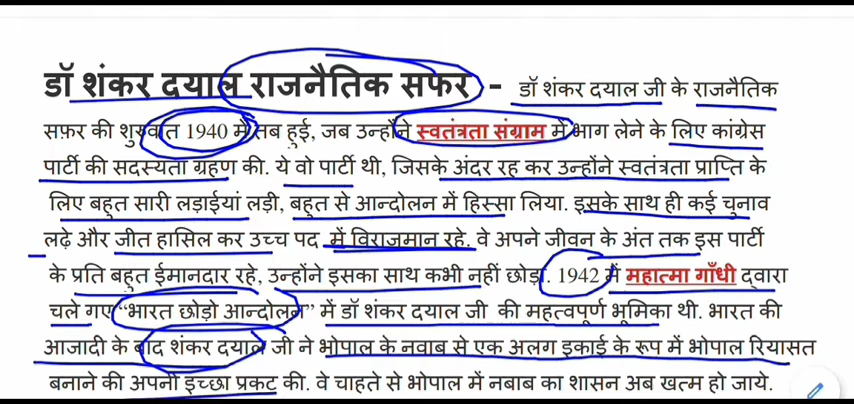 डॉ शंकर दयाल राजनैतिक सफर - डॉ शंकर दयाल जी के राजनैतिक
सफ़र की शुरुवात 1940 में तब हुई, जब उन्होंने स्वतंत्रता संग्राम में भाग लेने के लिए कांग्रेस
पार्टी की सदस्यता ग्रहण की. ये वो पार्टी थी, जिसके अंदर रह कर उन्होंने स्वतंत्रता प्राप्ति के
लिए बहुत सारी लड़ाईयां लड़ी, बहुत से आन्दोलन में हिस्सा लिया. इसके साथ ही कई चुनाव
लढ़े और जीत हासिल कर उच्च पद में विराजमान रहे. वे अपने जीवन के अंत तक इस पार्टी
के प्रति बहुत ईमानदार रहे, उन्होंने इसका साथ कभी नहीं छोड़ा. 1942 में महात्मा गाँधी द्वारा
चले गए “भारत छोड़ो आन्दोलन” में डॉ शंकर दयाल जी की महत्वपूर्ण भूमिका थी. भारत की
आजादी के बाद शंकर दयाल जी ने भोपाल के नवाब से एक अलग इकाई के रूप में भोपाल रियासत
बनाने की अपनी इच्छा प्रकट की. वे चाहते से भोपाल में नबाब का शासन अब खत्म हो जाये.